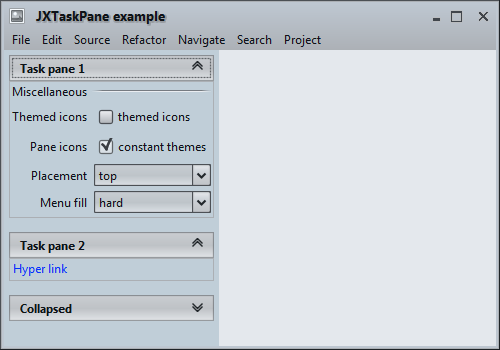 JXTaskPane example
File Edit Source Refactor Navigate Search Project
Task pane 1
Miscellaneous
Themed icons themed icons
Pane icons constant themes
Placement top
Menu fill hard
Task pane 2
Hyper link
Collapsed